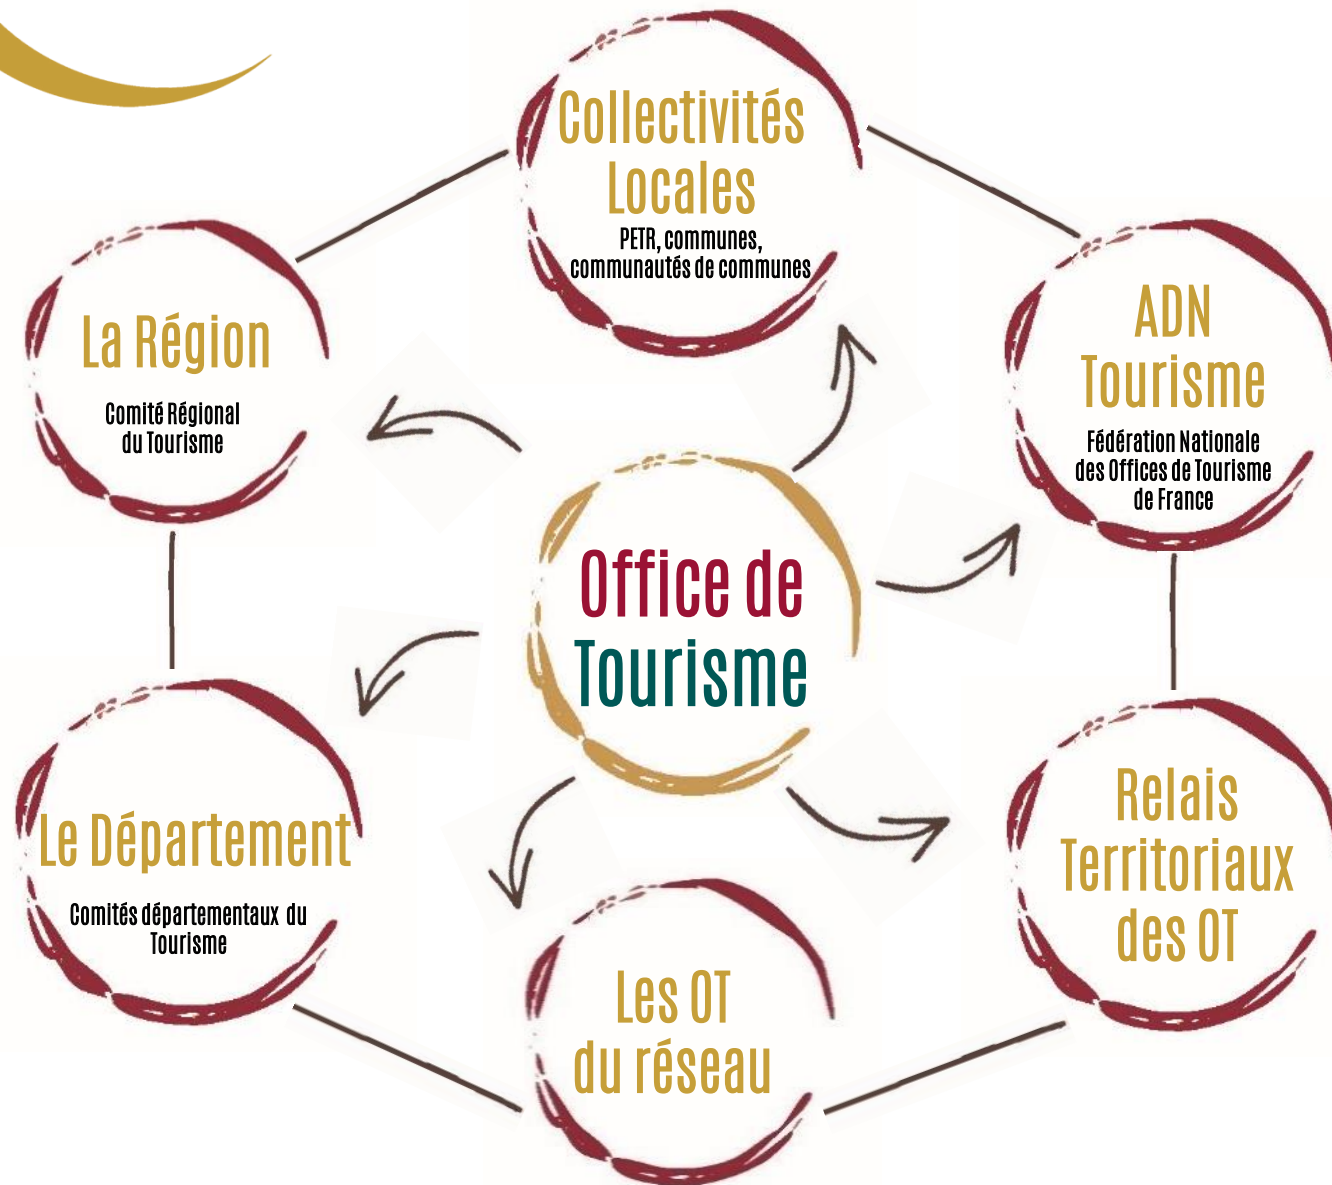 Collectivités
Locales
PETR, communes,
communautés de communes
La Région
Comité Régional
du Tourisme
ADN
Tourisme
Fédération Nationale
des Offices de Tourisme
de France
Office de
Tourisme
Le Département
Comités départementaux du
Tourisme
Relais
Territoriaux
des OT
Les OT
du réseau